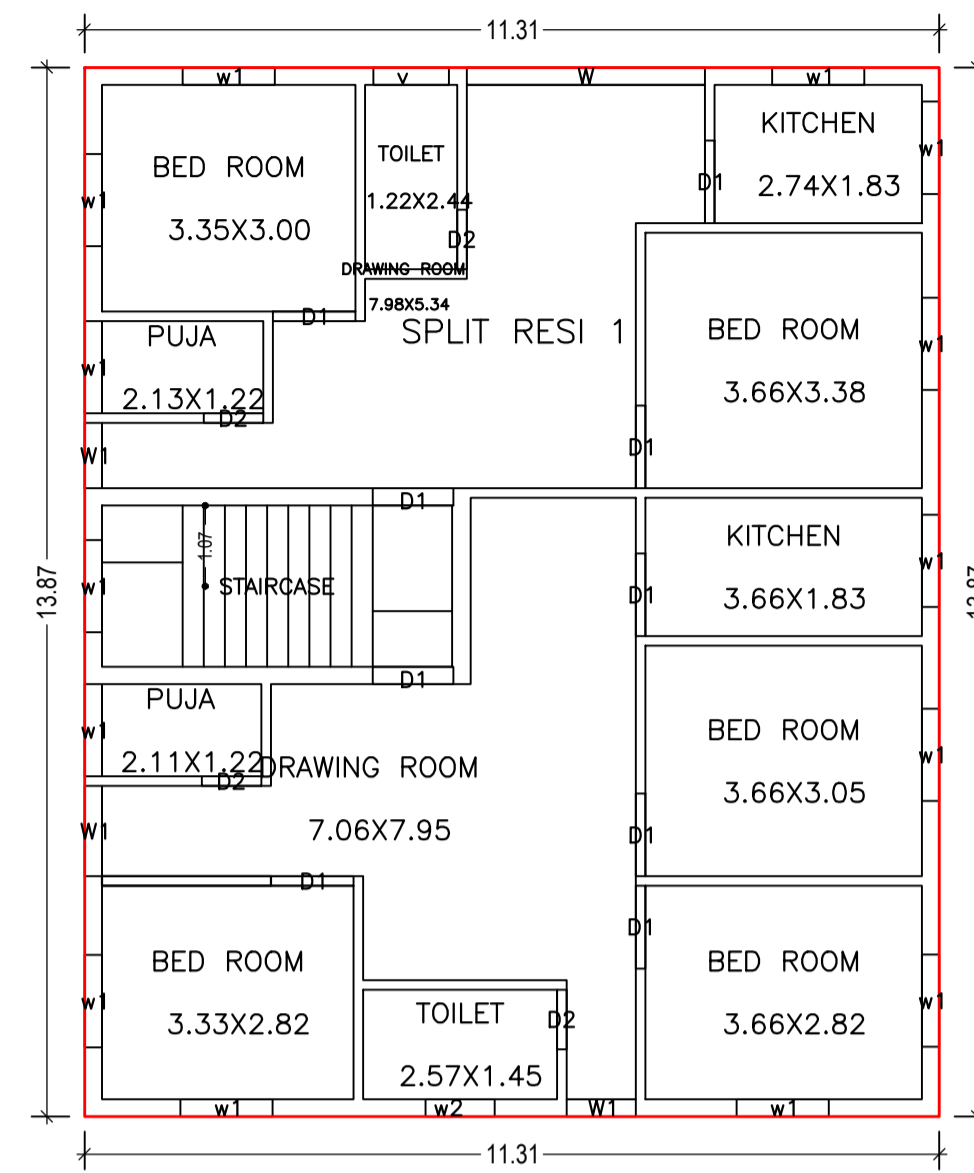 11.31
w1
v
W
w1
KITCHEN
2.74X1.83
w1
D1
BED ROOM
3.35X3.00
w1
TOILET
1.22X2.44
D2
DRAWING ROOM
7.98X5.34
SPLIT RESI 1
D1
BED ROOM
3.66X3.38
w1
D1
PUJA
2.13X1.22
w1
D2
W1
D1
1.07
STAIRCASE
w1
13.87
KITCHEN
3.66X1.83
w1
D1
13.87
D1
PUJA
2.11X1.22
w1
D2
DRAWING ROOM
7.06X7.95
W1
BED ROOM
3.66X3.05
w1
D1
D1
BED ROOM
3.33X2.82
w1
w1
D1
BED ROOM
3.66X2.82
w1
TOILET
2.57X1.45
D2
w2
W1
w1
11.31